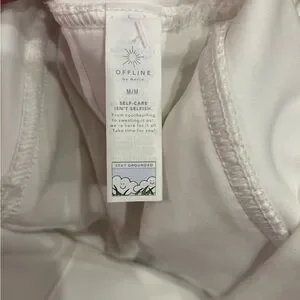 OFFLINE
by Aerie
M/M
SELF-CARE
ISN'T SELFISH.
From couchsurfing
to sweating it out,
we're here for it all.
Take time for you!
STAY GROUNDED